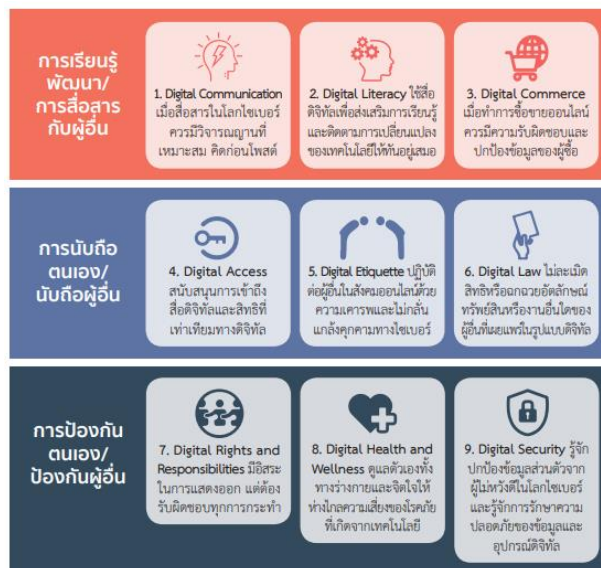 การเรียนรู้
พัฒนา/
การสื่อสาร
กับผู้อื่น
1. Digital Communication
เมื่อสื่อสารในโลกไซเบอร์
ควรมีวิจารณญาณที่
เหมาะสม คิดก่อนโพสต์
2. Digital Literacy ใช้สื่อ
ดิจิทัลเพื่อส่งเสริมการเรียนรู้
และติดตามการเปลี่ยนแปลง
ของเทคโนโลยีให้ทันอยู่เสมอ
3. Digital Commerce
เมื่อทำการซื้อขายออนไลน์
ควรมีความรับผิดชอบและ
ปกป้องข้อมูลของผู้ซื้อ
การนับถือ
ตนเอง/
นับถือผู้อื่น
4. Digital Access
สนับสนุนการเข้าถึง
สื่อดิจิทัลและสิทธิที่
เท่าเทียมทางดิจิทัล
5. Digital Etiquette ปฏิบัติ
ต่อผู้อื่นในสังคมออนไลน์ด้วย
ความเคารพและไม่กลั่น
แกล้งคุกคามทางไซเบอร์
6. Digital Law ไม่ละเมิด
สิทธิหรือฉกฉวยอัตลักษณ์
ทรัพย์สินหรืองานอื่นใดของ
ผู้อื่นที่เผยแพร่ในรูปแบบดิจิทัล
การป้องกัน
ตนเอง/
ป้องกันผู้อื่น
7. Digital Rights and
Responsibilities มีอิสระ
ในการแสดงออก แต่ต้อง
รับผิดชอบทุกการกระทำ
8. Digital Health and
Wellness ดูแลตัวเองทั้ง
ทางร่างกายและจิตใจให้
ห่างไกลความเสี่ยงของโรคภัย
ที่เกิดจากเทคโนโลยี
9. Digital Security รู้จัก
ปกป้องข้อมูลส่วนตัวจาก
ผู้ไม่หวังดีในโลกไซเบอร์
และรู้จักการรักษาความ
ปลอดภัยของข้อมูลและ
อุปกรณ์ดิจิทัล